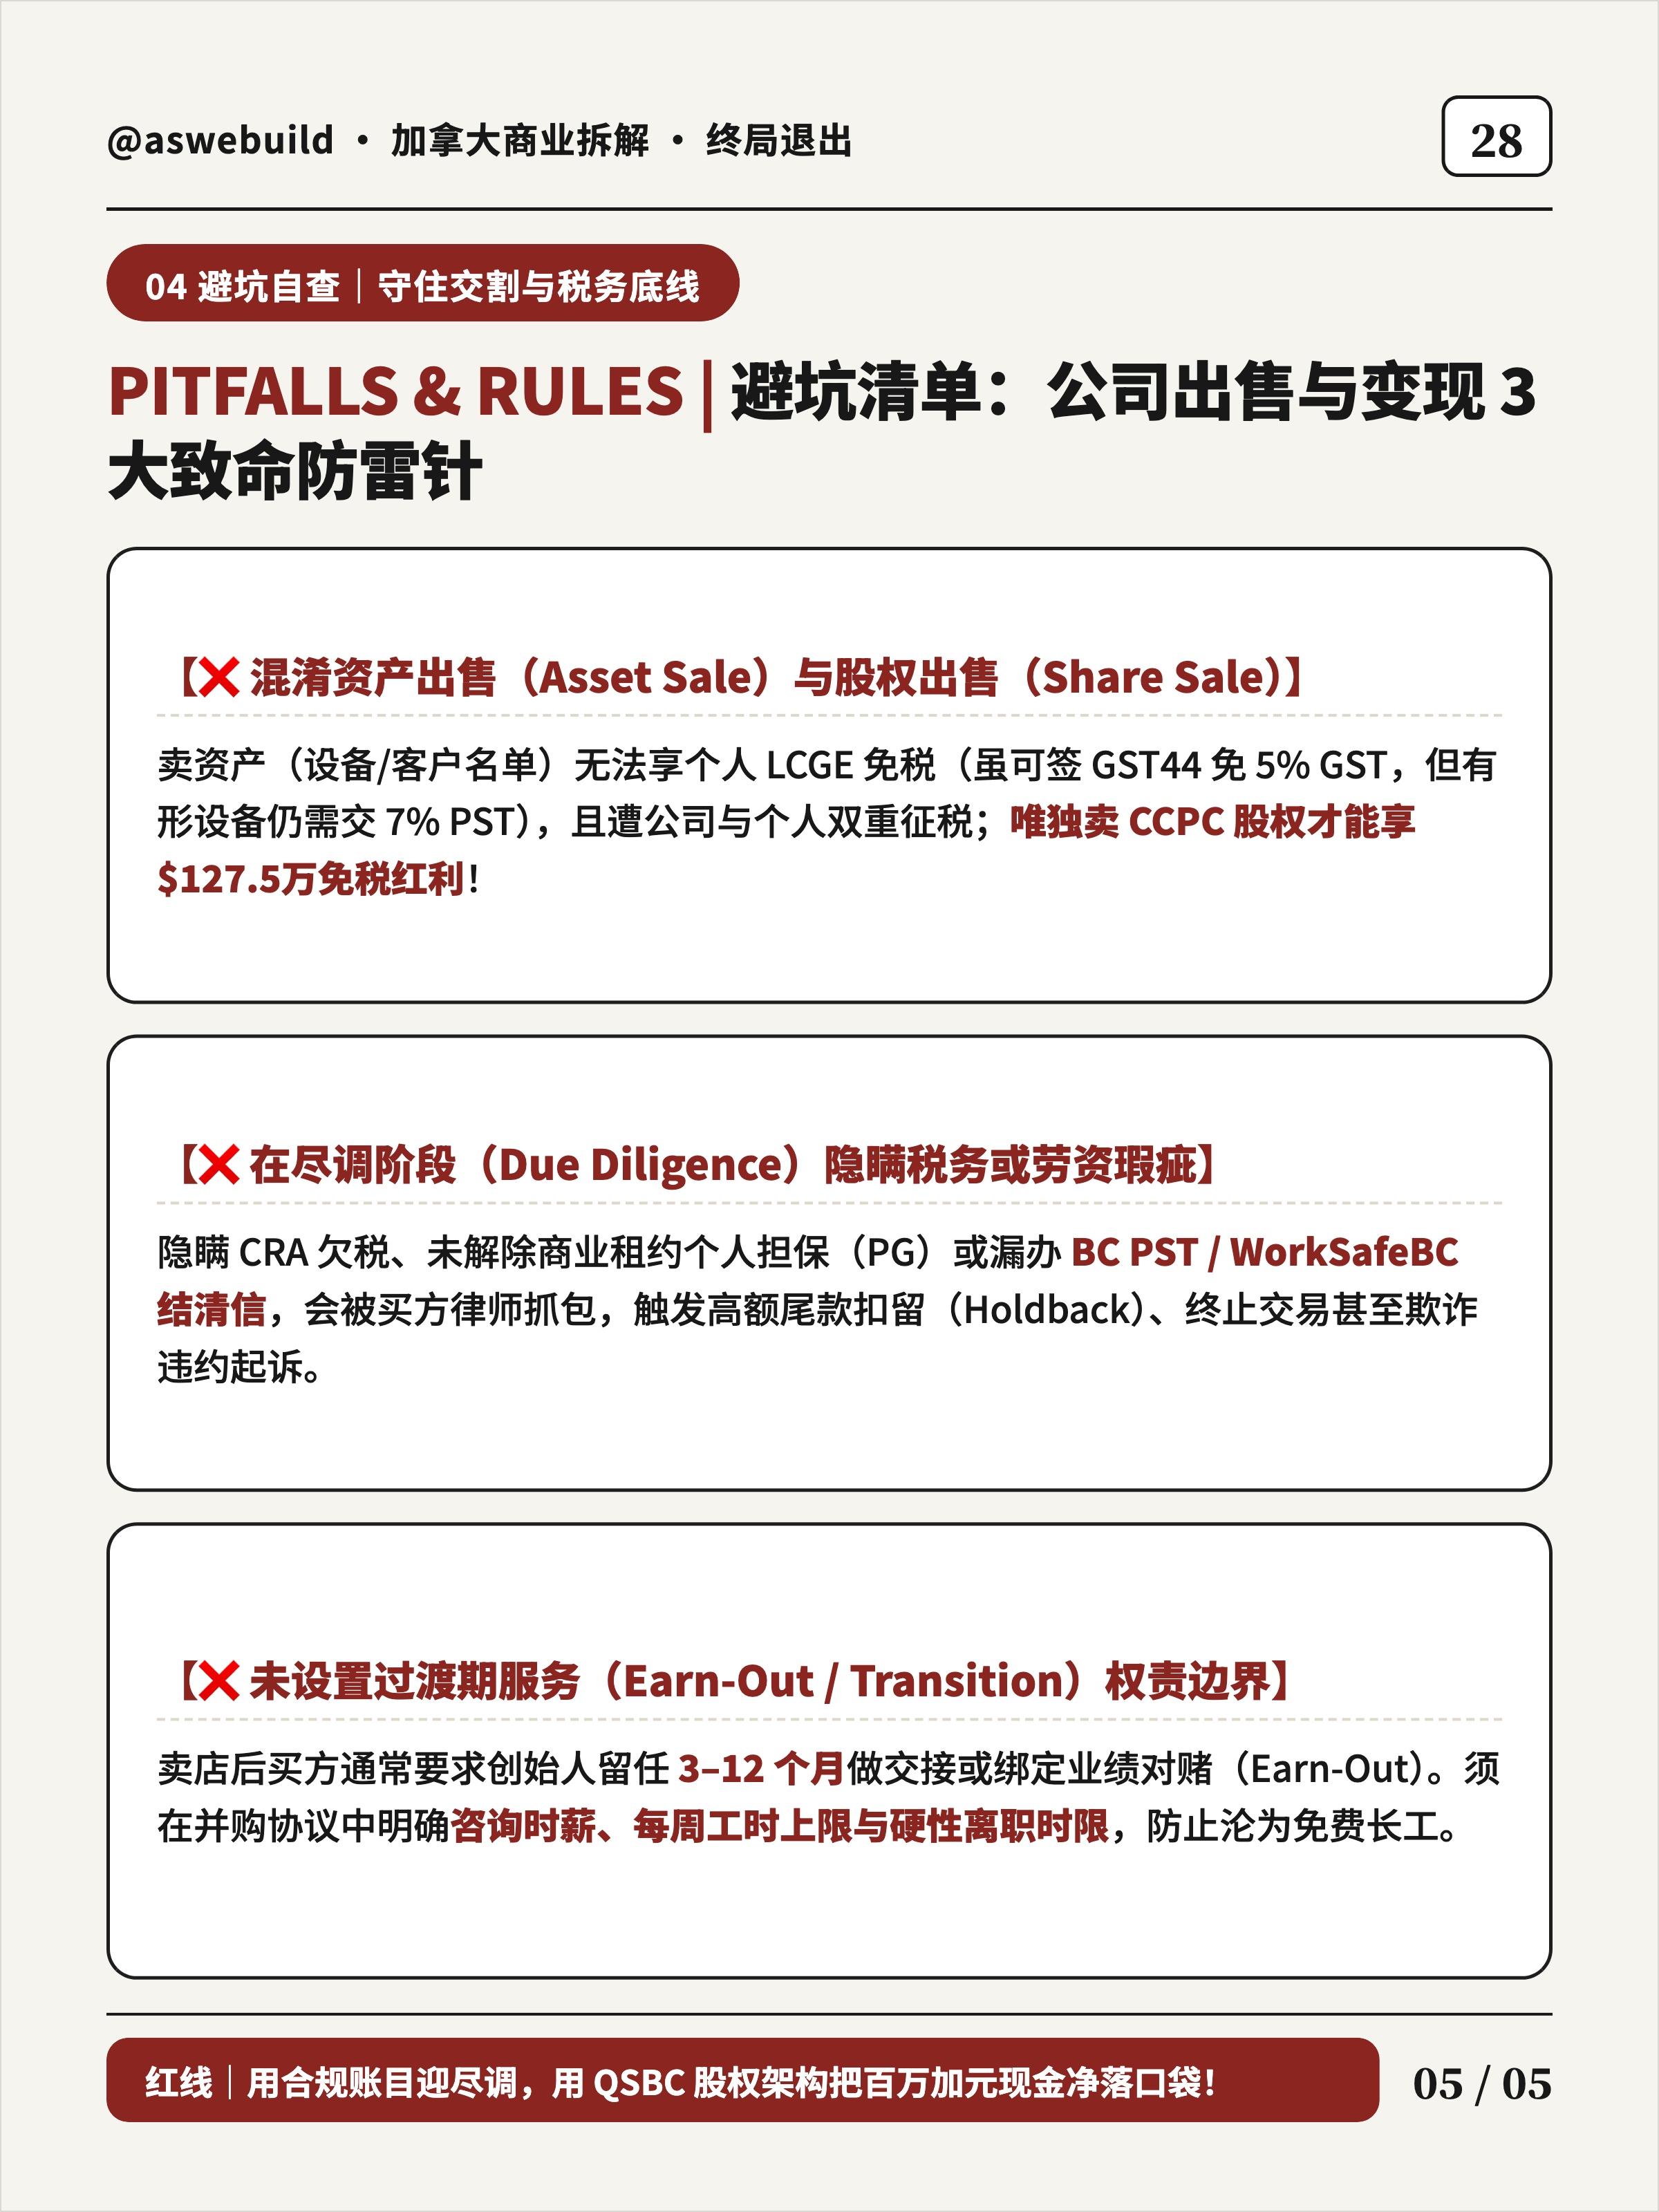 @aswebuild · 加拿大商业拆解 · 终局退出
28
04 避坑自查｜守住交割与税务底线
PITFALLS & RULES | 避坑清单：公司出售与变现 3
大致命防雷针
【❌ 混淆资产出售（Asset Sale）与股权出售（Share Sale）】
卖资产（设备/客户名单）无法享个人 LCGE 免税（虽可签 GST44 免 5% GST，但有
形设备仍需交 7% PST），且遭公司与个人双重征税；唯独卖 CCPC 股权才能享
$127.5万免税红利！
【❌ 在尽调阶段（Due Diligence）隐瞒税务或劳资瑕疵】
隐瞒 CRA 欠税、未解除商业租约个人担保（PG）或漏办 BC PST / WorkSafeBC
结清信，会被买方律师抓包，触发高额尾款扣留（Holdback）、终止交易甚至欺诈
违约起诉。
【❌ 未设置过渡期服务（Earn-Out / Transition）权责边界】
卖店后买方通常要求创始人留任 3–12 个月做交接或绑定业绩对赌（Earn-Out）。须
在并购协议中明确咨询时薪、每周工时上限与硬性离职时限，防止沦为免费长工。
红线｜用合规账目迎尽调，用 QSBC 股权架构把百万加元现金净落口袋！
05 / 05